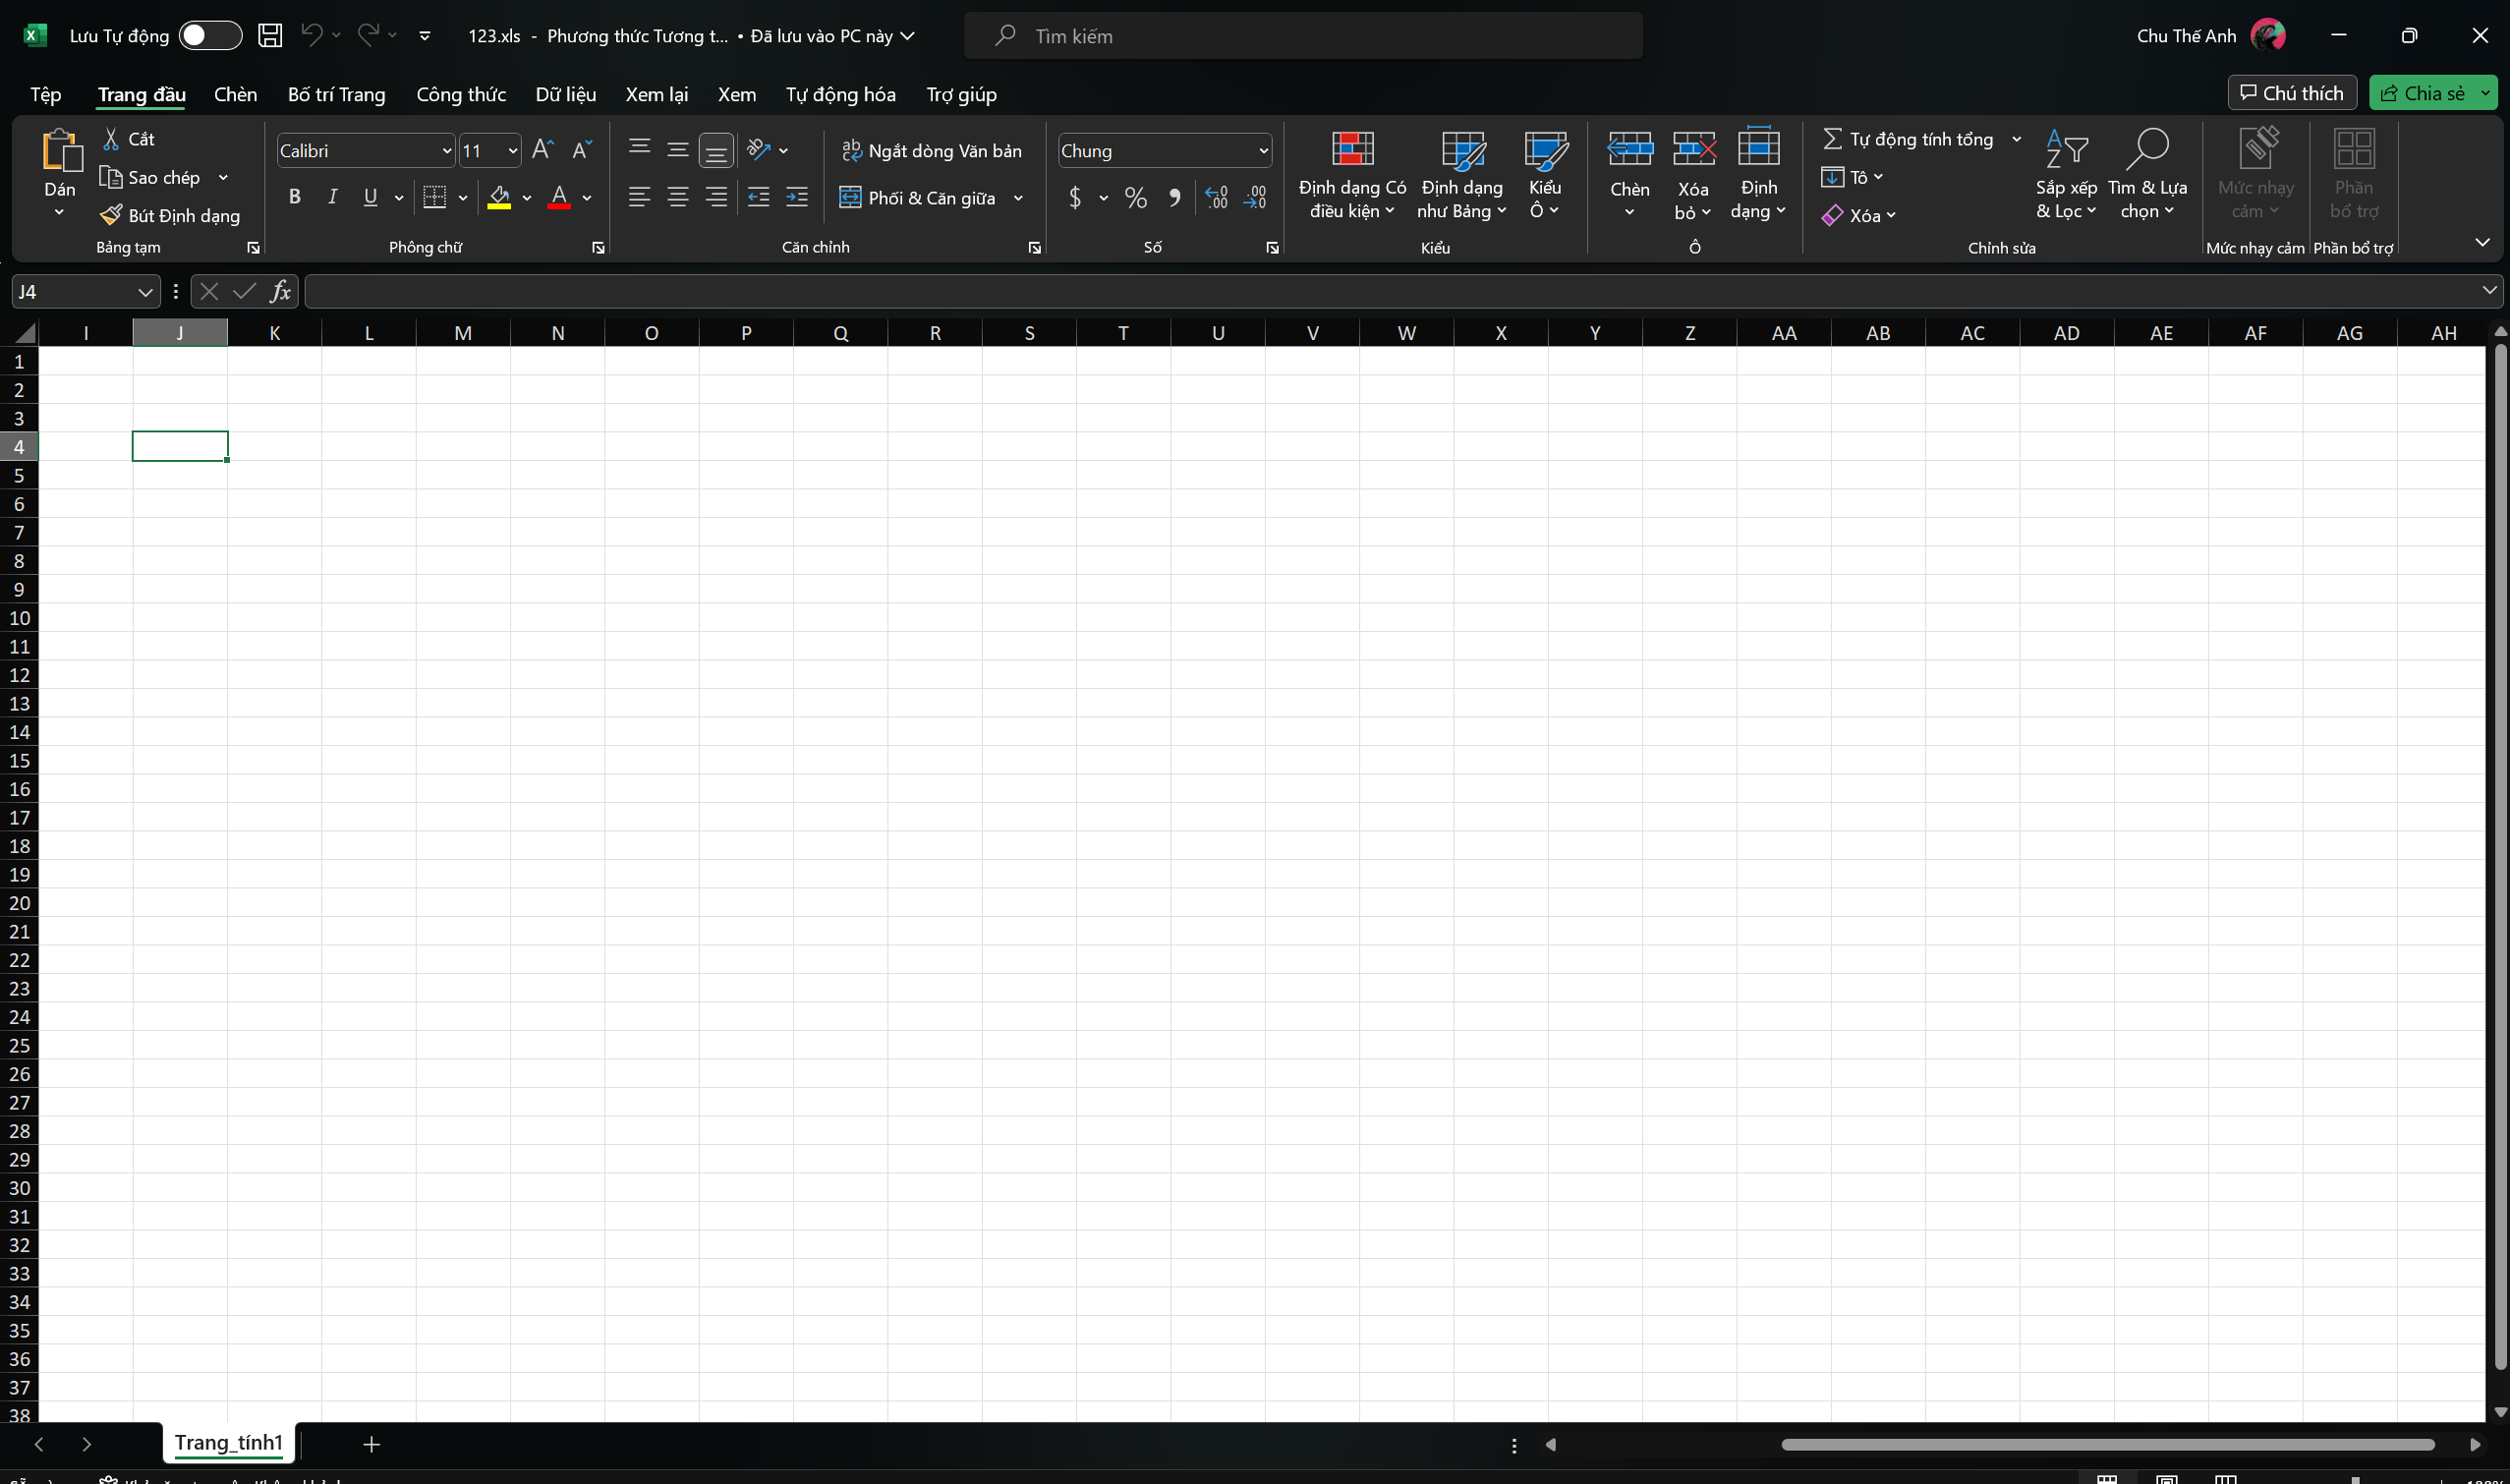 Lưu Tự động 123.xls - Phương thức Tương t... • Đã lưu vào PC này Tìm kiếm Chu Thế Anh
Tệp Trang đầu Chèn Bố trí Trang Công thức Dữ liệu Xem lại Xem Tự động hóa Trợ giúp Chú thích Chia sẻ
Dán
Cắt
Sao chép
Bút Định dạng
Bảng tạm
Calibri 11
B I U A
Phông chữ
Ngắt dòng Văn bản
Phối & Căn giữa
Căn chỉnh
Chung
$ % 9 .00 .00
Số
Định dạng Có
điều kiện
Định dạng
như Bảng
Kiểu
Ô
Kiểu
Chèn
Xóa
bỏ
Định
dạng
Ô
Tự động tính tổng
Tô
Xóa
Sắp xếp
& Lọc
Tìm & Lựa
chọn
Chỉnh sửa
Mức nhạy
cảm
Mức nhạy cảm
Phần
bổ trợ
Phần bổ trợ
J4 fx
I J K L M N O P Q R S T U V W X Y Z AA AB AC AD AE AF AG AH
1
2
3
4
5
6
7
8
9
10
11
12
13
14
15
16
17
18
19
20
21
22
23
24
25
26
27
28
29
30
31
32
33
34
35
36
37
38
Trang_tính1